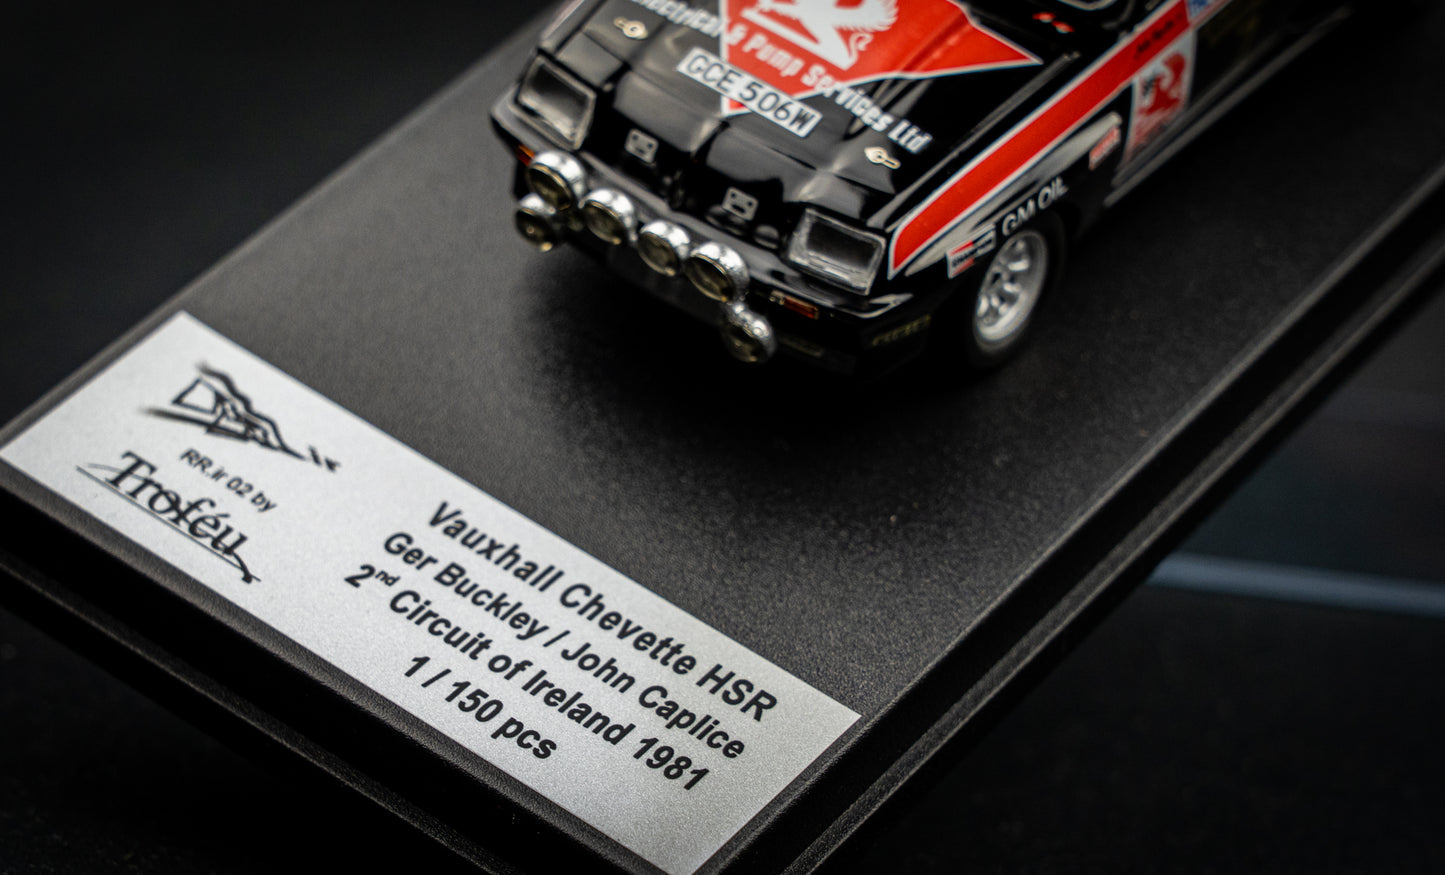 Electrical & Pump Services Ltd
GCE 506W
GM OIL
RR.ir 02 by
Troféu
Vauxhall Chevette HSR
Ger Buckley / John Caplice
2nd Circuit of Ireland 1981
1 / 150 pcs